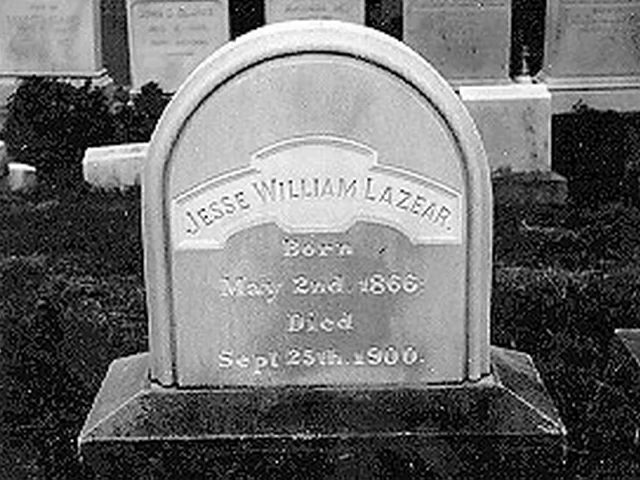 JESSE WILLIAM LAZEAR.
Born
May 2nd. 1866.
Died
Sept 25th. 1900.